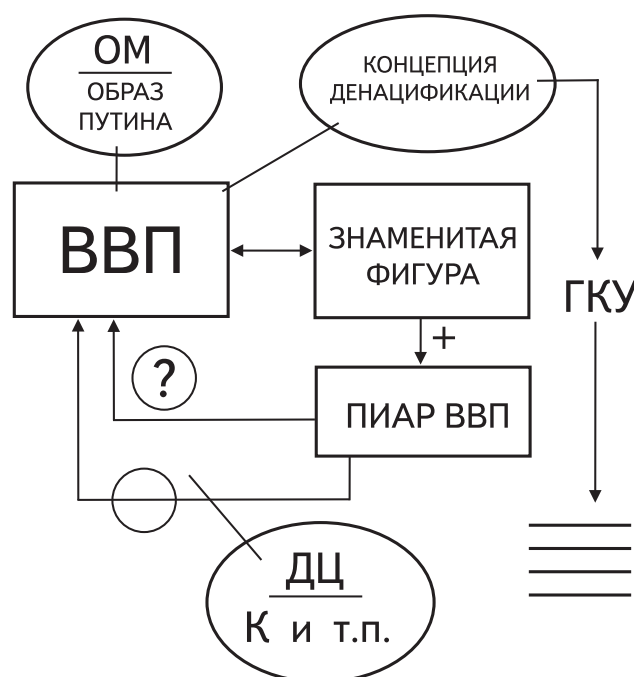 ОМ
ОБРАЗ
ПУТИНА
КОНЦЕПЦИЯ
ДЕНАЦИФИКАЦИИ
ВВП
ЗНАМЕНИТАЯ
ФИГУРА
ГКУ
+
?
ПИАР ВВП
ДЦ
К и т.п.